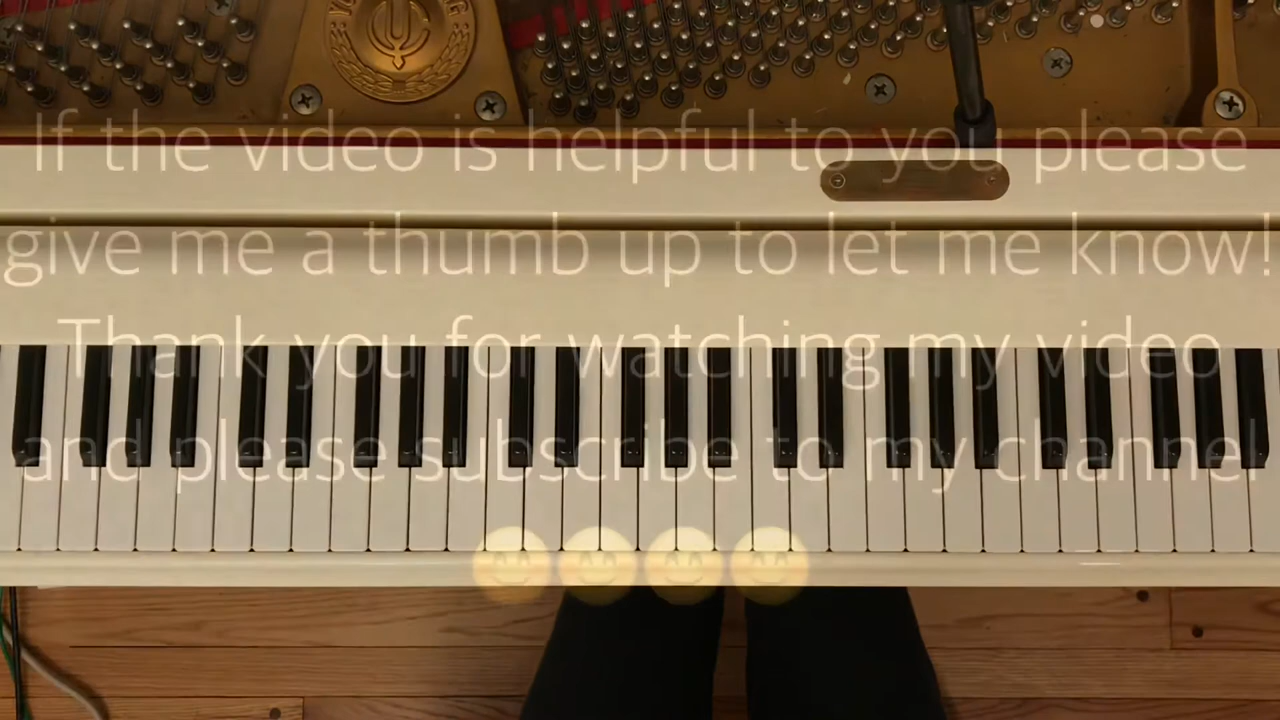 If the video is helpful to you please
give me a thumb up to let me know!
Thank you for watching my video
and please subscribe to my channel